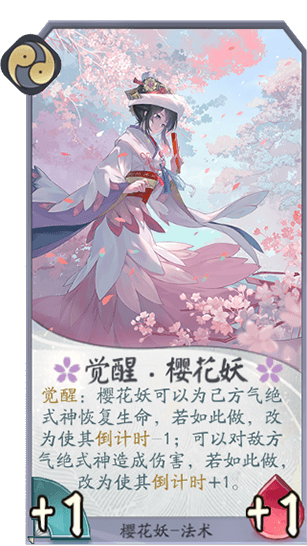 觉醒．樱花妖
觉醒：樱花妖可以为己方气绝
式神恢复生命，若如此做，改
为使其倒计时-1；可以对敌方
气绝式神造成伤害，若如此做，
改为使其倒计时+1。
+1
樱花妖-法术
+1